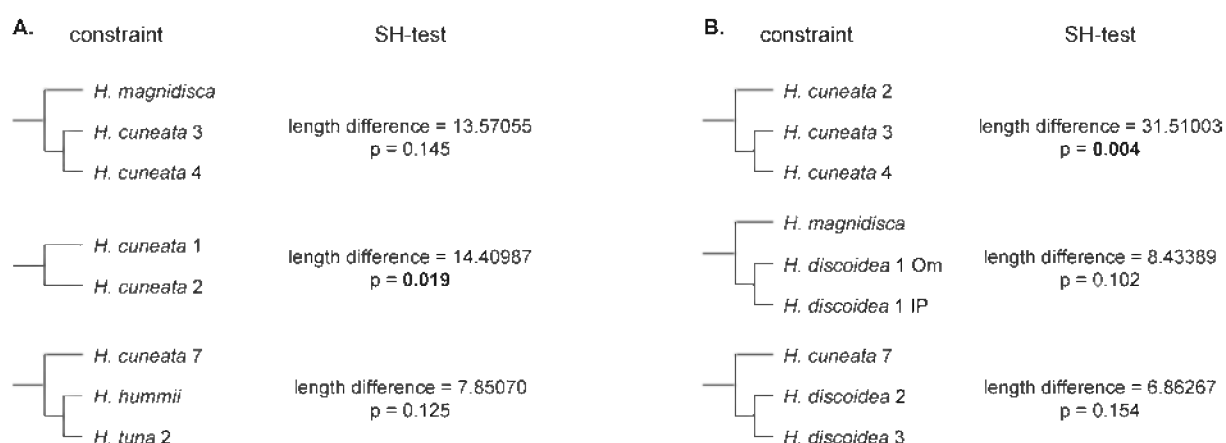 A. constraint SH-test
H. magnidisca
H. cuneata 3
H. cuneata 4
length difference = 13.57055
p = 0.145
H. cuneata 1
H. cuneata 2
length difference = 14.40987
p = 0.019
H. cuneata 7
H. hummii
H. tuna 2
length difference = 7.85070
p = 0.125
B. constraint SH-test
H. cuneata 2
H. cuneata 3
H. cuneata 4
length difference = 31.51003
p = 0.004
H. magnidisca
H. discoidea 1 Om
H. discoidea 1 IP
length difference = 8.43389
p = 0.102
H. cuneata 7
H. discoidea 2
H. discoidea 3
length difference = 6.86267
p = 0.154